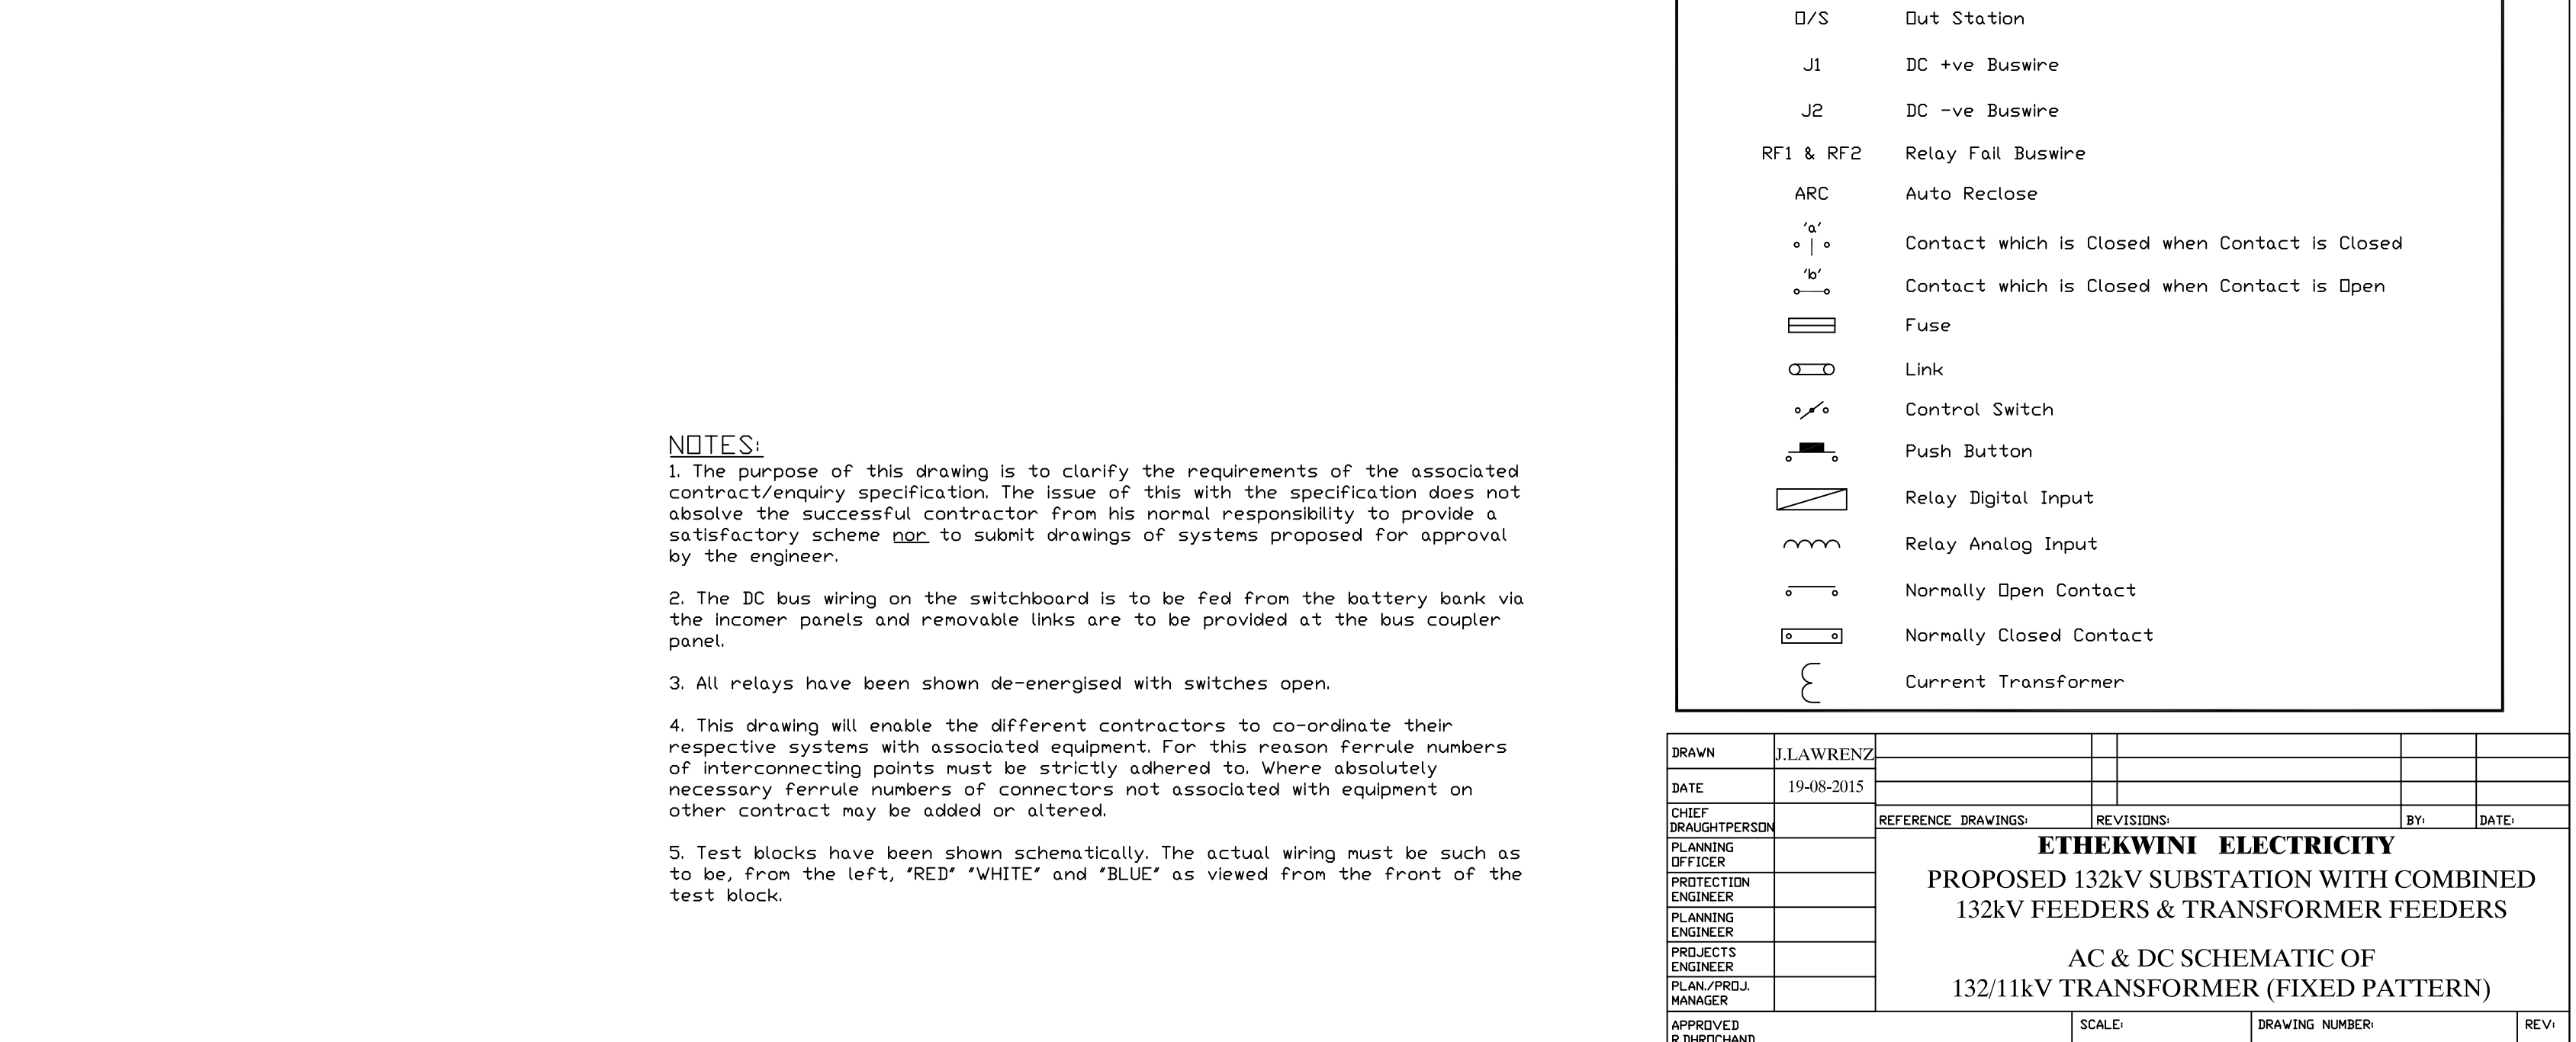 O/S Out Station
J1 DC +ve Buswire
J2 DC -ve Buswire
RF1 & RF2 Relay Fail Buswire
ARC Auto Reclose
'a'
Contact which is Closed when Contact is Closed
'b'
Contact which is Closed when Contact is Open
Fuse
Link
Control Switch
Push Button
Relay Digital Input
Relay Analog Input
Normally Open Contact
Normally Closed Contact
Current Transformer
NOTES:
1. The purpose of this drawing is to clarify the requirements of the associated
contract/enquiry specification. The issue of this with the specification does not
absolve the successful contractor from his normal responsibility to provide a
satisfactory scheme nor to submit drawings of systems proposed for approval
by the engineer.
2. The DC bus wiring on the switchboard is to be fed from the battery bank via
the incomer panels and removable links are to be provided at the bus coupler
panel.
3. All relays have been shown de-energised with switches open.
4. This drawing will enable the different contractors to co-ordinate their
respective systems with associated equipment. For this reason ferrule numbers
of interconnecting points must be strictly adhered to. Where absolutely
necessary ferrule numbers of connectors not associated with equipment on
other contract may be added or altered.
5. Test blocks have been shown schematically. The actual wiring must be such as
to be, from the left, "RED" "WHITE" and "BLUE" as viewed from the front of the
test block.
DRAWN J.LAWRENZ
DATE 19-08-2015
CHIEF
DRAUGHTPERSON
PLANNING
OFFICER
PROTECTION
ENGINEER
PLANNING
ENGINEER
PROJECTS
ENGINEER
PLAN./PROJ.
MANAGER
APPROVED
R.DHROCHAND
REFERENCE DRAWINGS: REVISIONS: BY: DATE:
ETHEKWINI ELECTRICITY
PROPOSED 132kV SUBSTATION WITH COMBINED
132kV FEEDERS & TRANSFORMER FEEDERS
AC & DC SCHEMATIC OF
132/11kV TRANSFORMER (FIXED PATTERN)
SCALE: DRAWING NUMBER: REV: